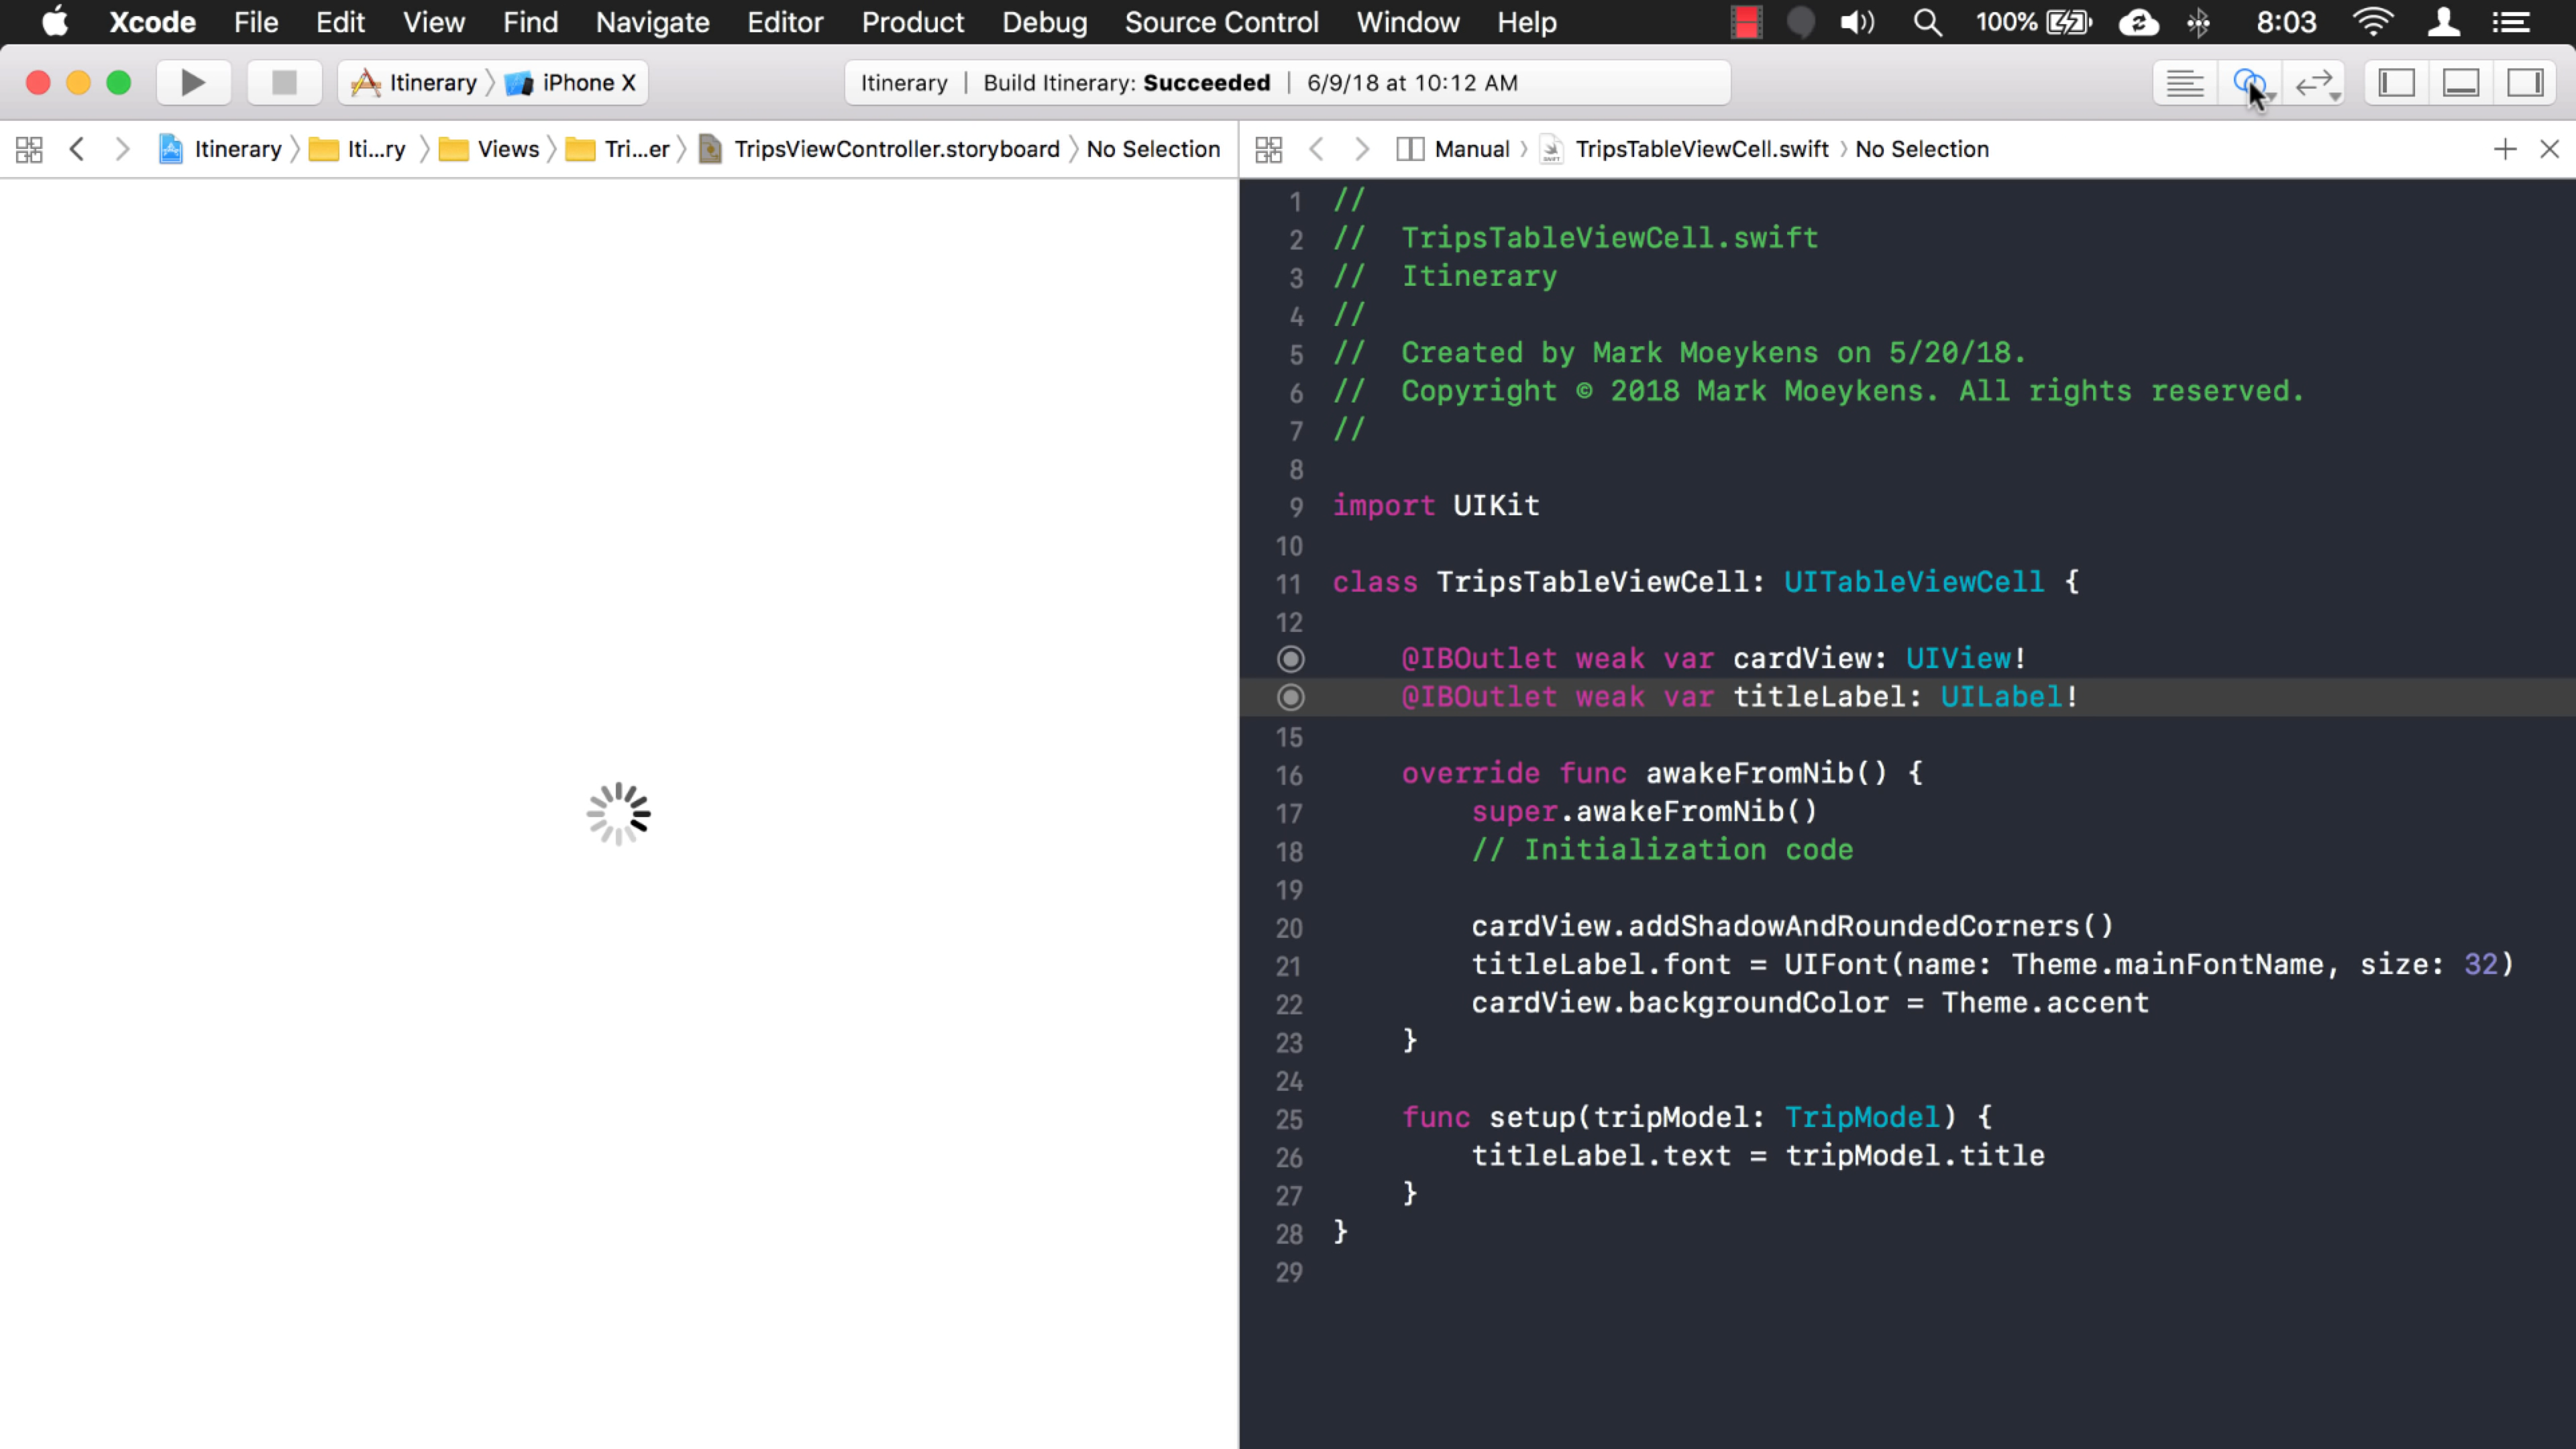 Xcode File Edit View Find Navigate Editor Product Debug Source Control Window Help 100% 8:03
Itinerary iPhone X Itinerary | Build Itinerary: Succeeded | 6/9/18 at 10:12 AM
Itinerary Iti...ry Views Tri...er TripsViewController.storyboard No Selection
Manual TripsTableViewCell.swift No Selection
1 //
2 //  TripsTableViewCell.swift
3 //  Itinerary
4 //
5 //  Created by Mark Moeykens on 5/20/18.
6 //  Copyright © 2018 Mark Moeykens. All rights reserved.
7 //
8
9 import UIKit
10
11 class TripsTableViewCell: UITableViewCell {
12
@IBOutlet weak var cardView: UIView!
@IBOutlet weak var titleLabel: UILabel!
15
16 override func awakeFromNib() {
17 super.awakeFromNib()
18 // Initialization code
19
20 cardView.addShadowAndRoundedCorners()
21 titleLabel.font = UIFont(name: Theme.mainFontName, size: 32)
22 cardView.backgroundColor = Theme.accent
23 }
24
25 func setup(tripModel: TripModel) {
26 titleLabel.text = tripModel.title
27 }
28 }
29